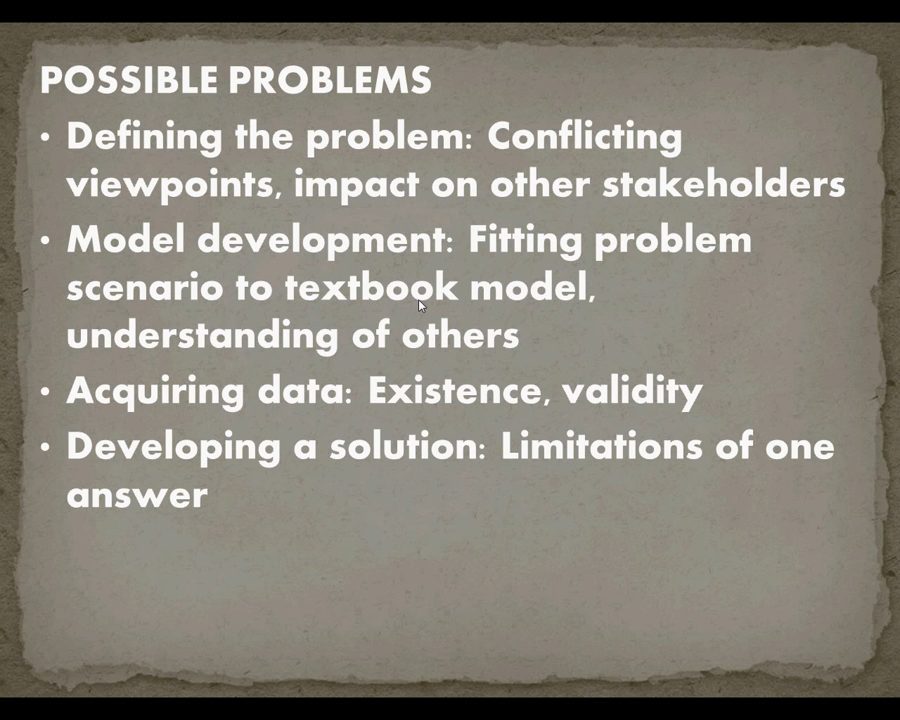 POSSIBLE PROBLEMS
• Defining the problem: Conflicting
viewpoints, impact on other stakeholders
• Model development: Fitting problem
scenario to textbook model,
understanding of others
• Acquiring data: Existence, validity
• Developing a solution: Limitations of one
answer